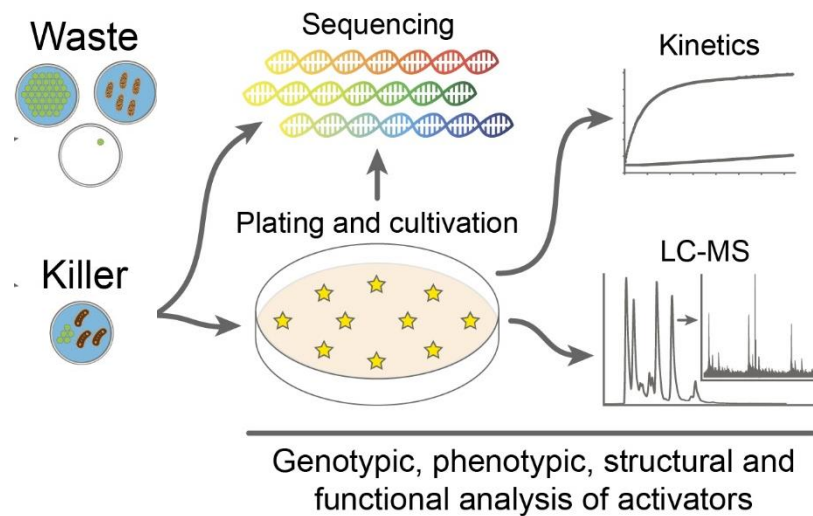 Waste
Sequencing
Kinetics
Plating and cultivation
Killer
LC-MS
Genotypic, phenotypic, structural and
functional analysis of activators